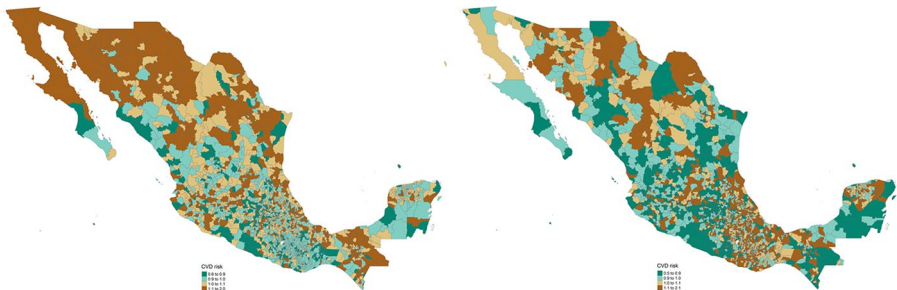 CVD risk
0.8 to 0.9
0.9 to 1.0
1.0 to 1.1
1.1 to 2.0
CVD risk
0.5 to 0.9
0.9 to 1.0
1.0 to 1.1
1.1 to 2.1